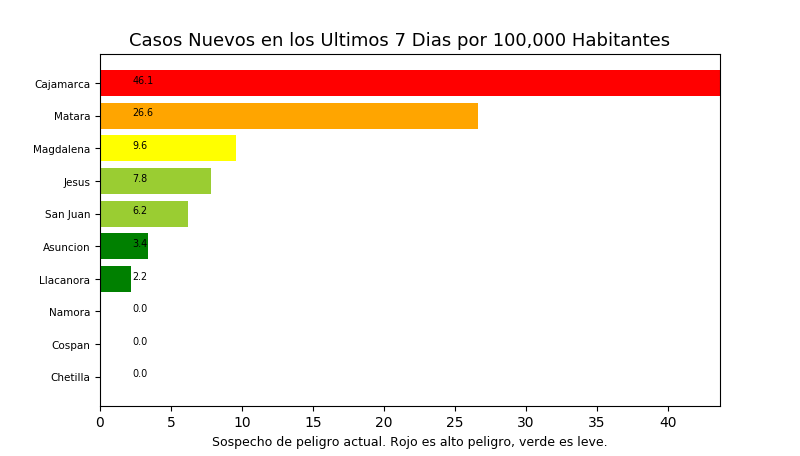 Casos Nuevos en los Ultimos 7 Dias por 100,000 Habitantes
Cajamarca 46.1
Matara 26.6
Magdalena 9.6
Jesus 7.8
San Juan 6.2
Asuncion 3.4
Llacanora 2.2
Namora 0.0
Cospan 0.0
Chetilla 0.0
0 5 10 15 20 25 30 35 40
Sospecho de peligro actual. Rojo es alto peligro, verde es leve.